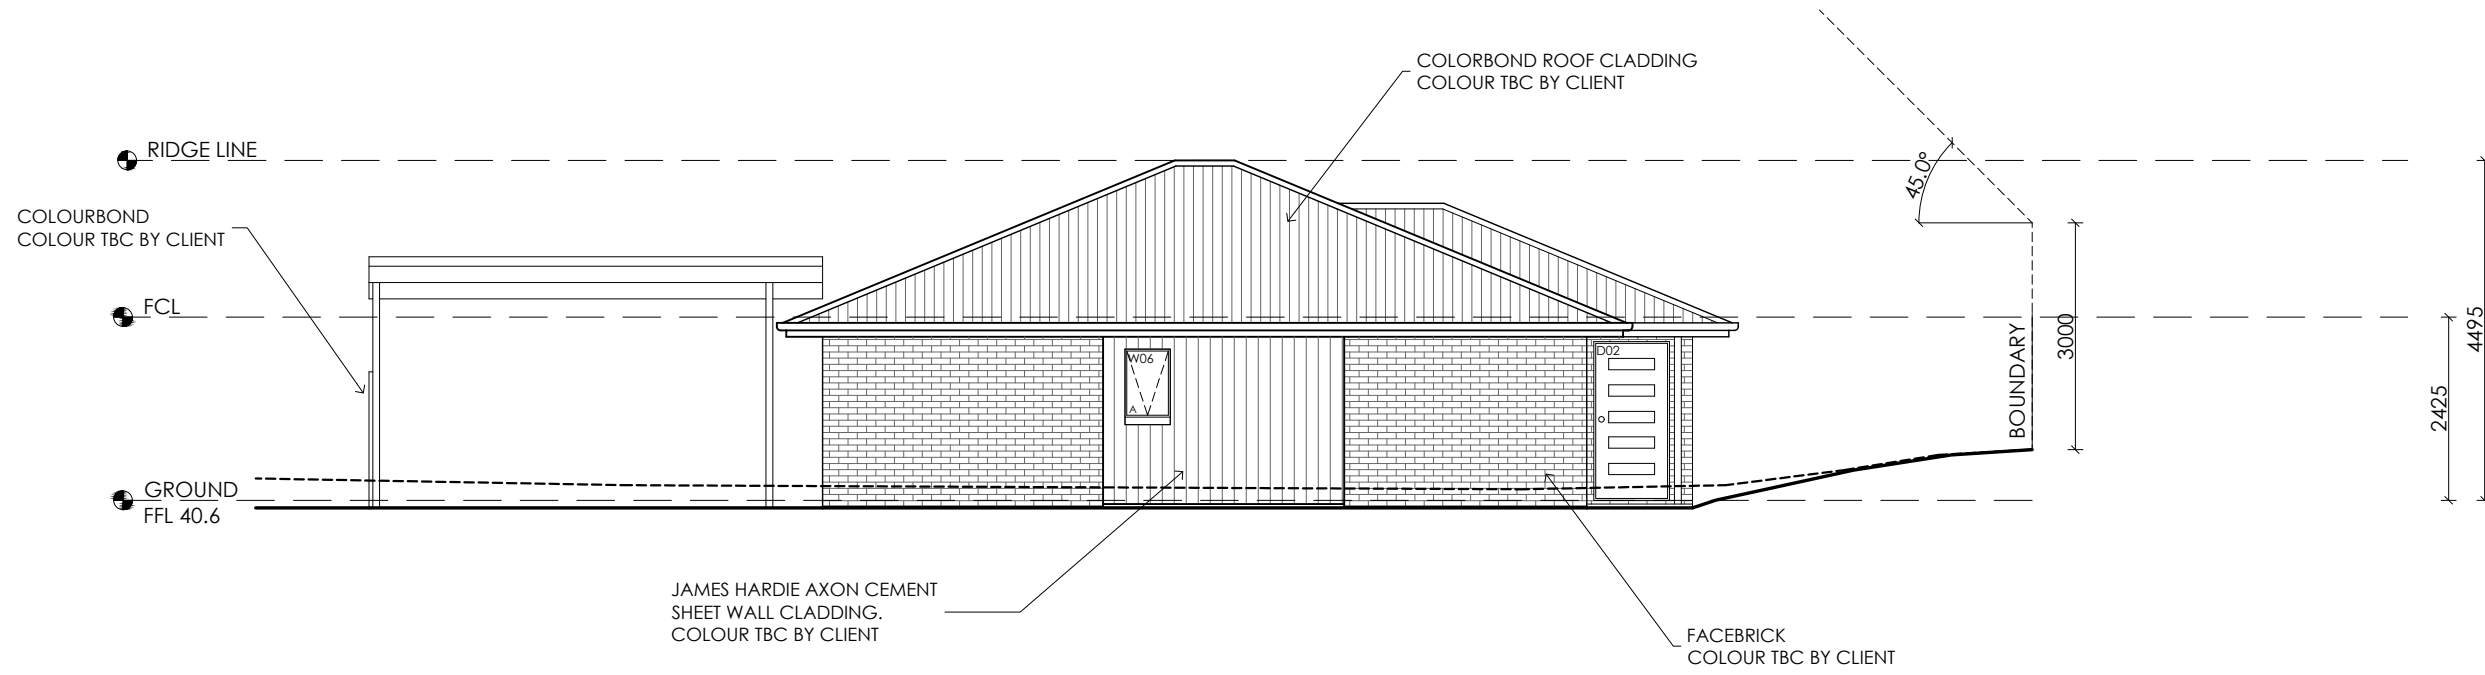 COLORBOND ROOF CLADDING
COLOUR TBC BY CLIENT
RIDGE LINE
45.0°
COLOURBOND
COLOUR TBC BY CLIENT
FCL
BOUNDARY
3000
4495
2425
W06
A
D02
GROUND
FFL 40.6
JAMES HARDIE AXON CEMENT
SHEET WALL CLADDING.
COLOUR TBC BY CLIENT
FACEBRICK
COLOUR TBC BY CLIENT